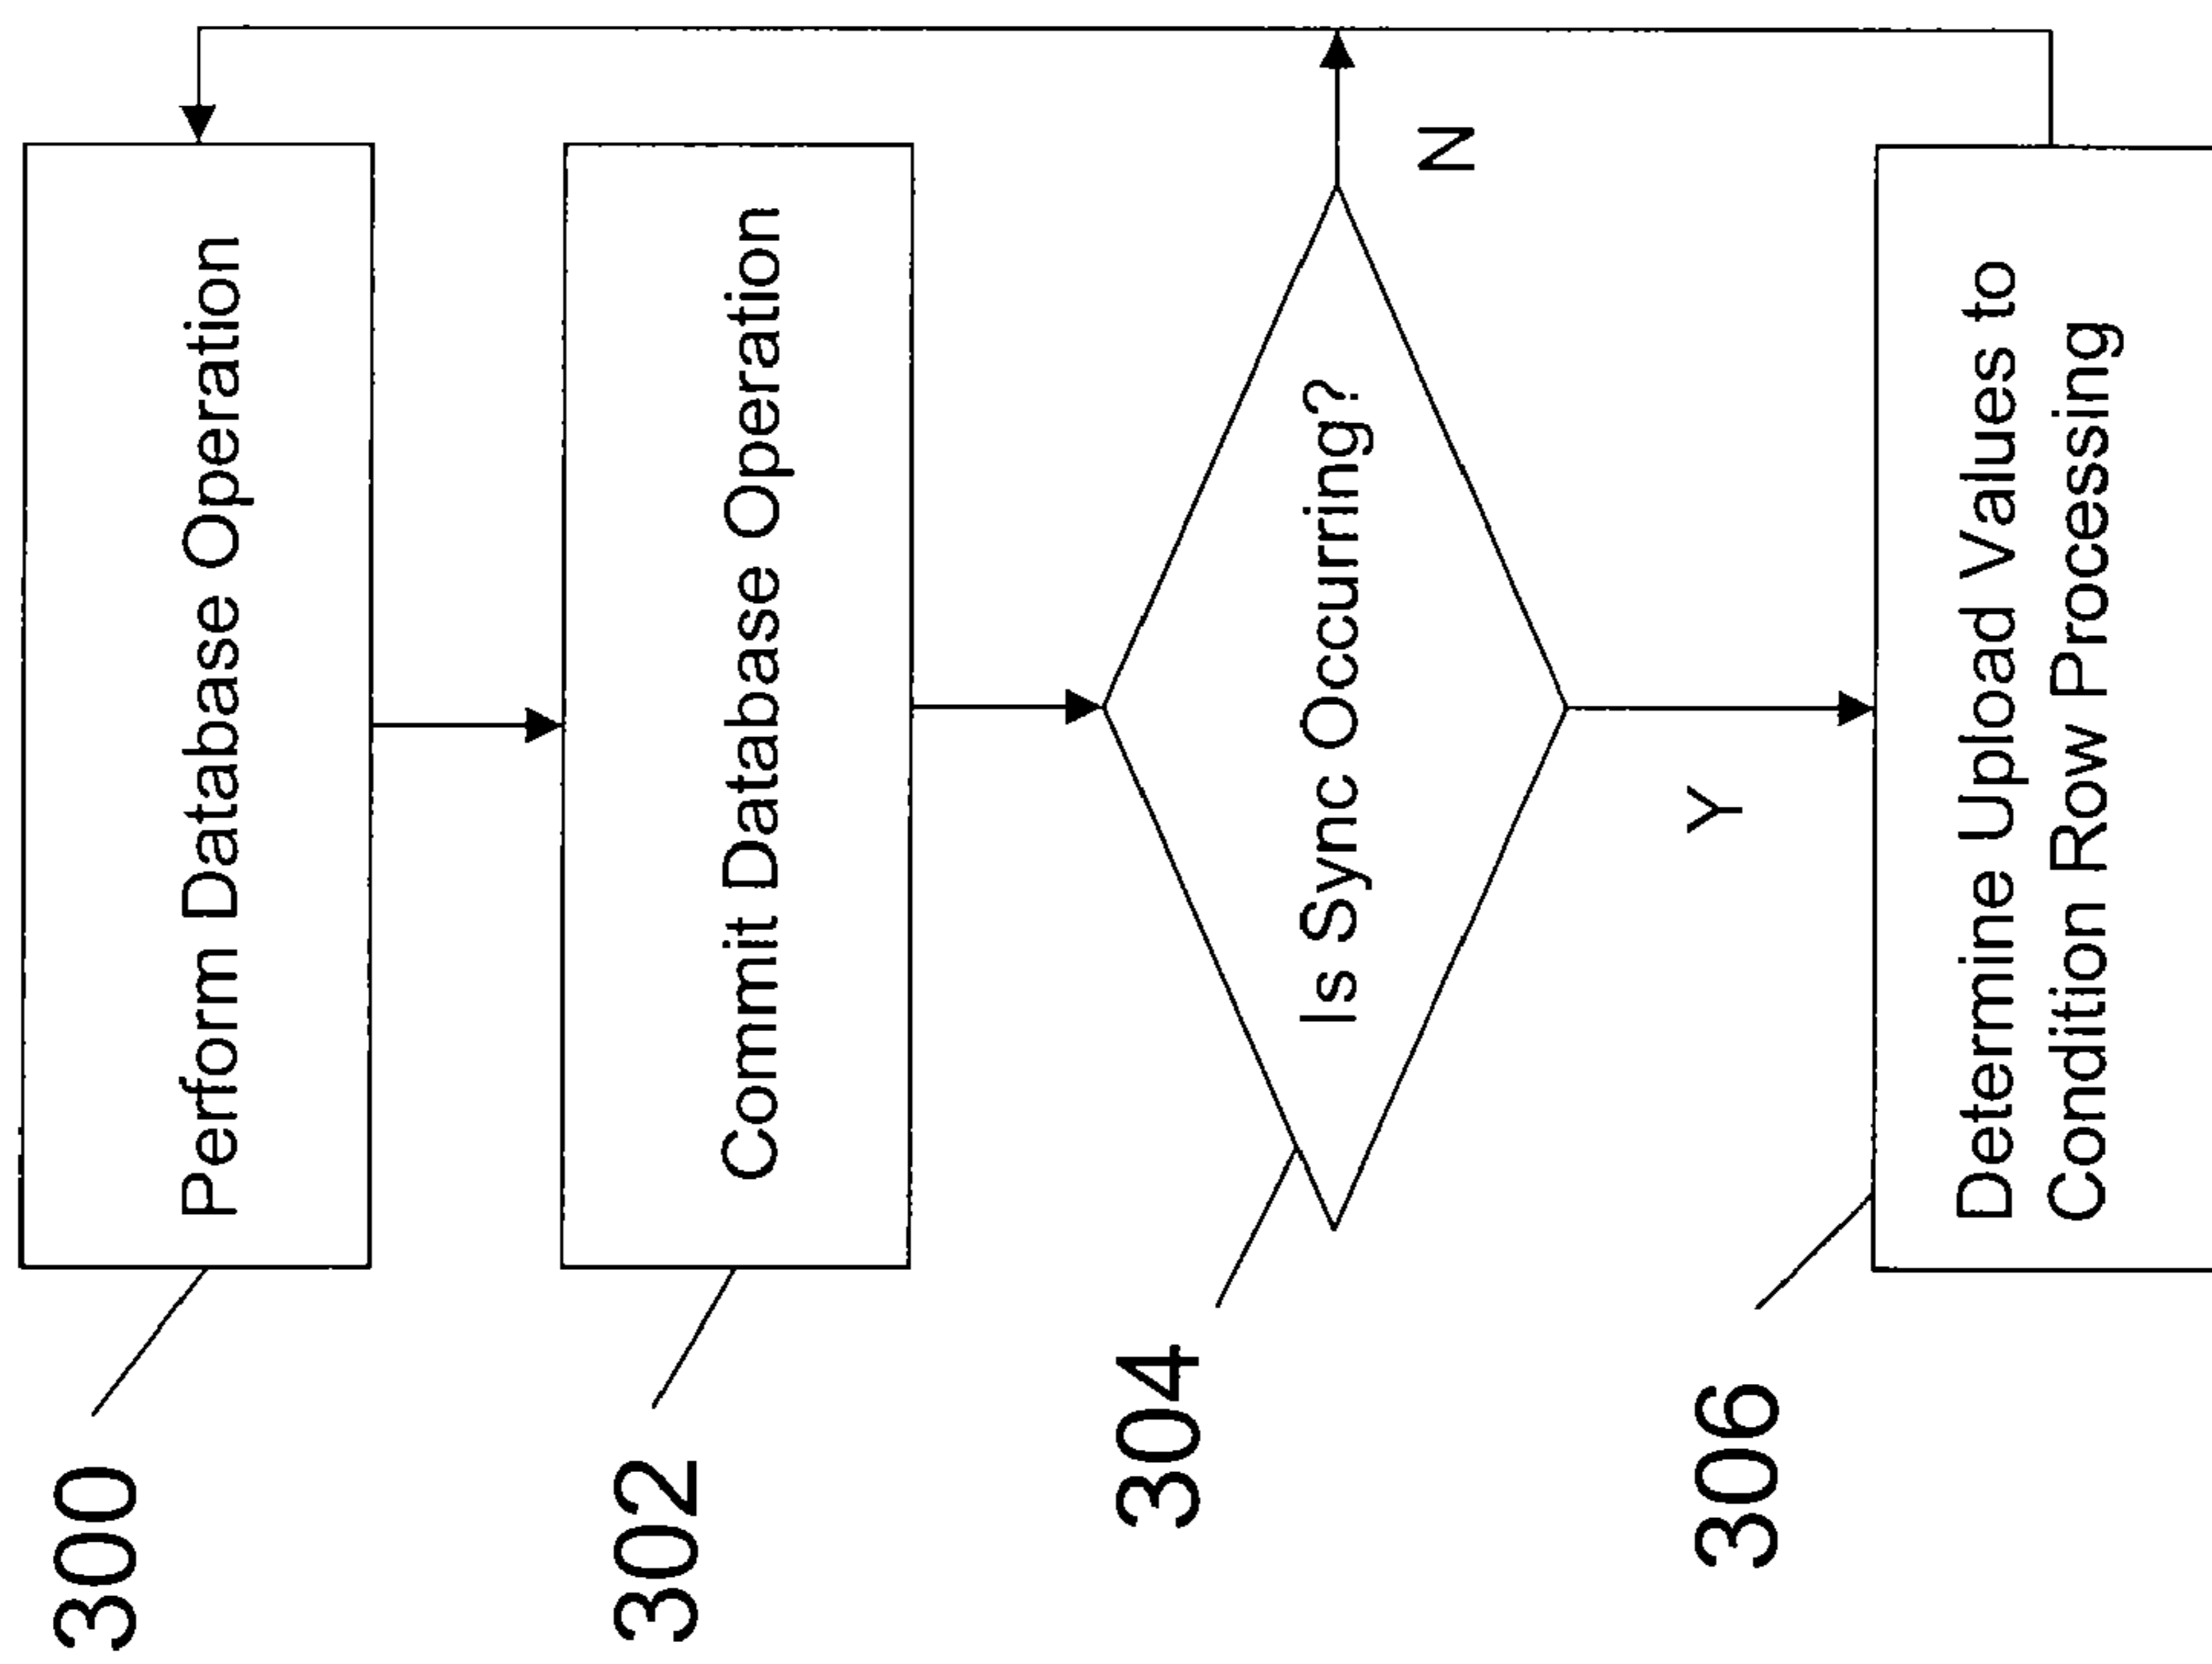 300
Perform Database Operation
302
Commit Database Operation
304
Is Sync Occurring?
N
Y
306
Determine Upload Values to
Condition Row Processing